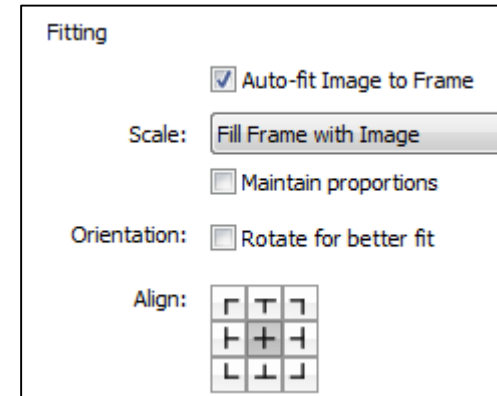 Fitting
Auto-fit Image to Frame
Scale: Fill Frame with Image
Maintain proportions
Orientation: Rotate for better fit
Align: